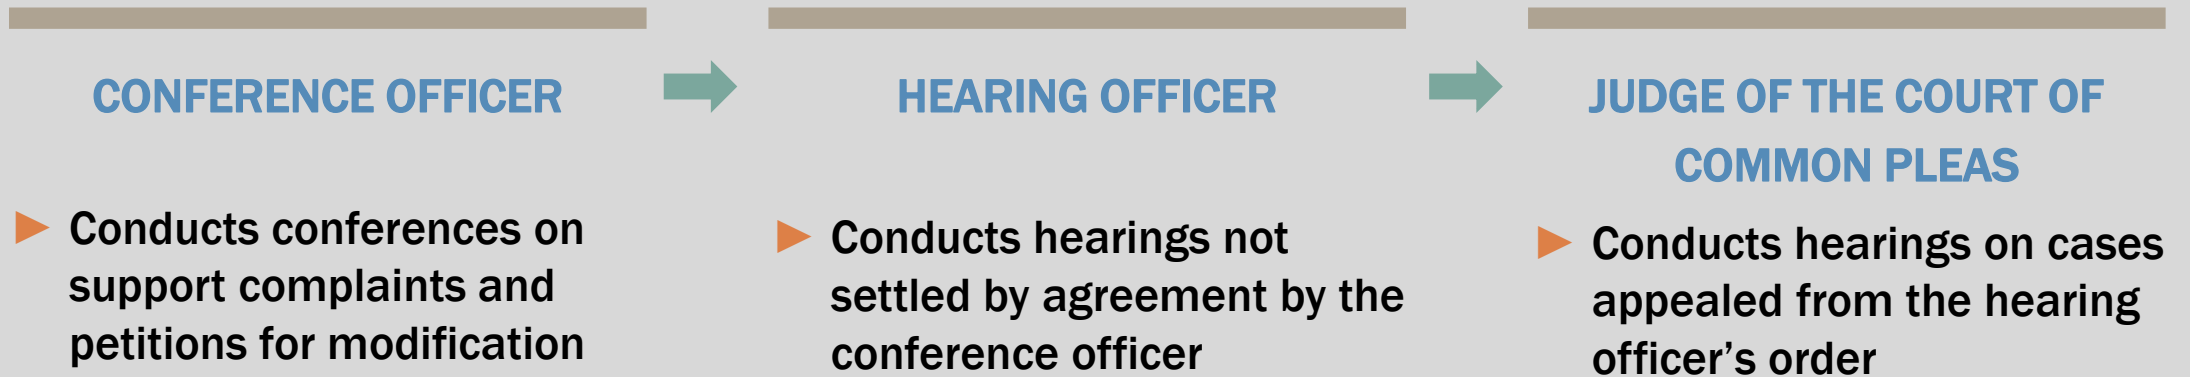 CONFERENCE OFFICER
Conducts conferences on
support complaints and
petitions for modification
HEARING OFFICER
Conducts hearings not
settled by agreement by the
conference officer
JUDGE OF THE COURT OF
COMMON PLEAS
Conducts hearings on cases
appealed from the hearing
officer’s order